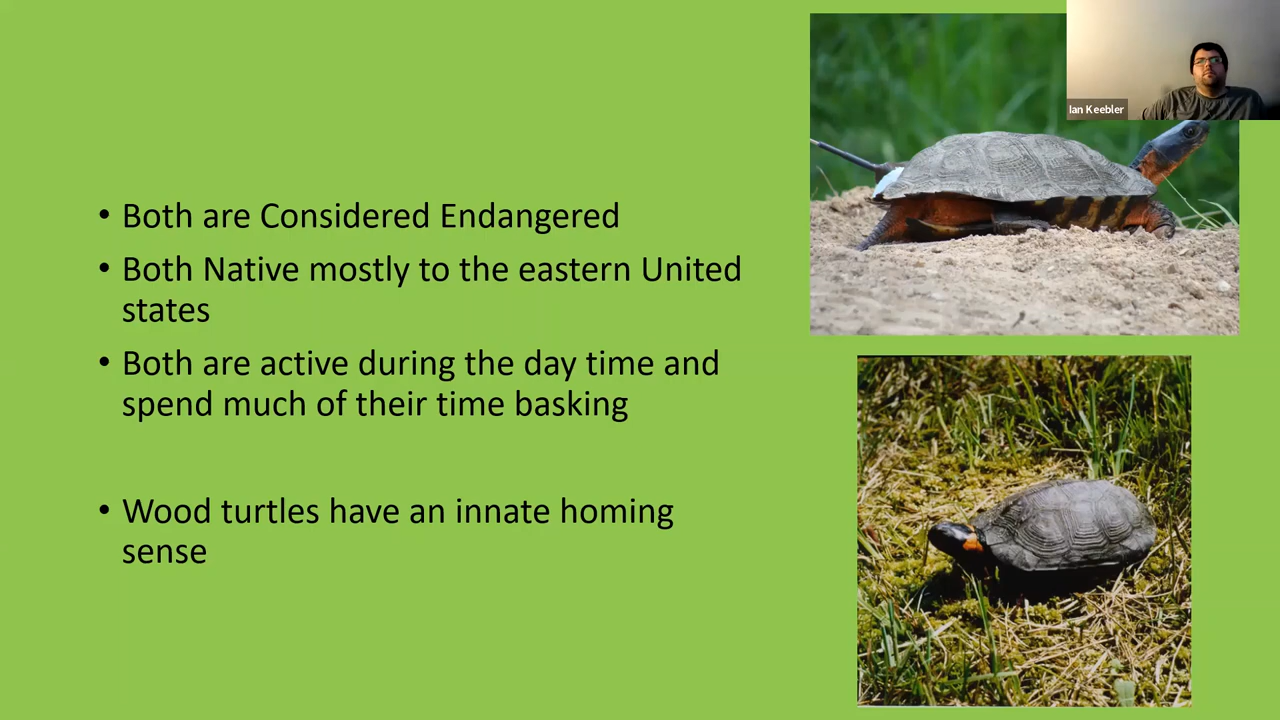 Ian Keebler
• Both are Considered Endangered
• Both Native mostly to the eastern United
states
• Both are active during the day time and
spend much of their time basking
• Wood turtles have an innate homing
sense